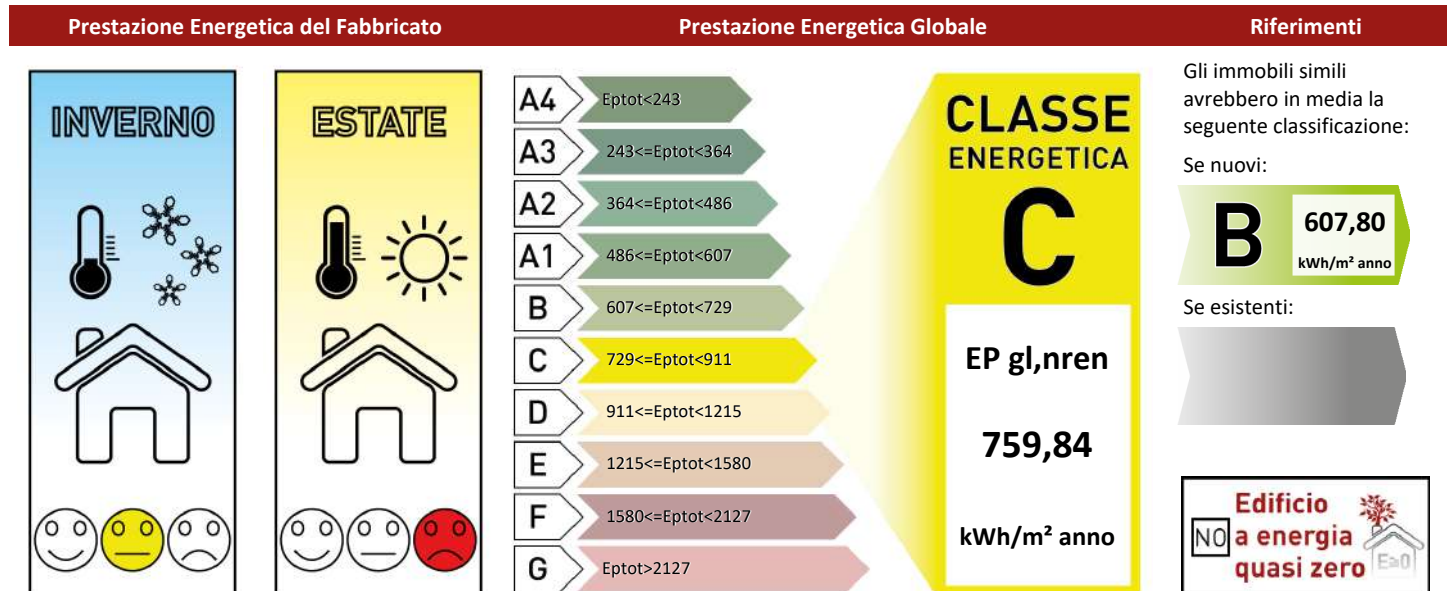 Prestazione Energetica del Fabbricato
Prestazione Energetica Globale
Riferimenti
INVERNO
ESTATE
A4 Eptot<243
A3 243<=Eptot<364
A2 364<=Eptot<486
A1 486<=Eptot<607
B 607<=Eptot<729
C 729<=Eptot<911
D 911<=Eptot<1215
E 1215<=Eptot<1580
F 1580<=Eptot<2127
G Eptot>2127
CLASSE
ENERGETICA
C
EP gl,nren
759,84
kWh/m² anno
Gli immobili simili
avrebbero in media la
seguente classificazione:
Se nuovi:
B
607,80
kWh/m² anno
Se esistenti:
Edificio
NO a energia
quasi zero
E≥0